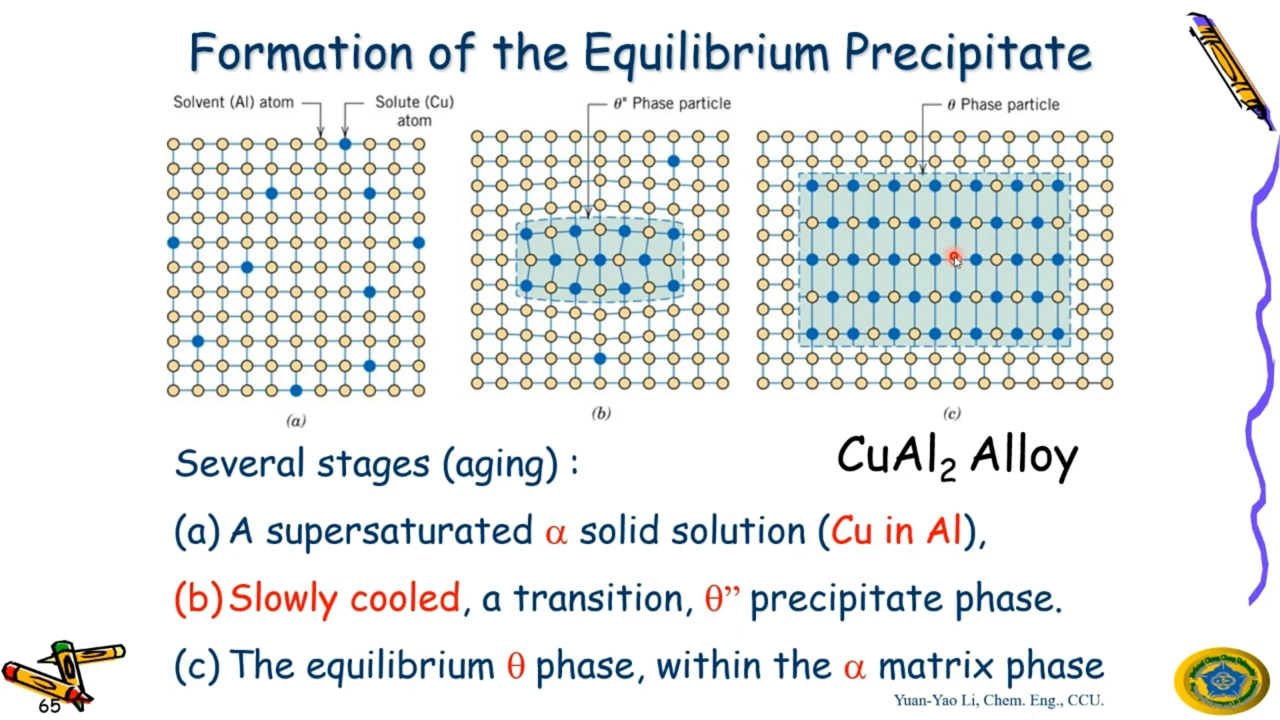 Formation of the Equilibrium Precipitate
Solvent (Al) atom
Solute (Cu)
atom
θ" Phase particle
θ Phase particle
(a)
(b)
(c)
Several stages (aging) :
CuAl₂ Alloy
(a) A supersaturated α solid solution (Cu in Al),
(b) Slowly cooled, a transition, θ” precipitate phase.
(c) The equilibrium θ phase, within the α matrix phase
Yuan-Yao Li, Chem. Eng., CCU.
65